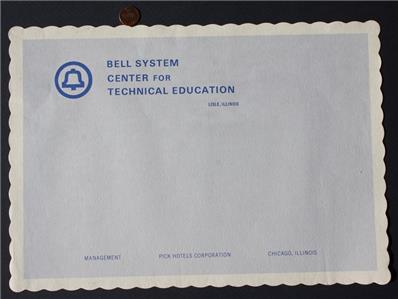 BELL SYSTEM
CENTER FOR
TECHNICAL EDUCATION
LISLE, ILLINOIS
MANAGEMENT PICK HOTELS CORPORATION CHICAGO, ILLINOIS